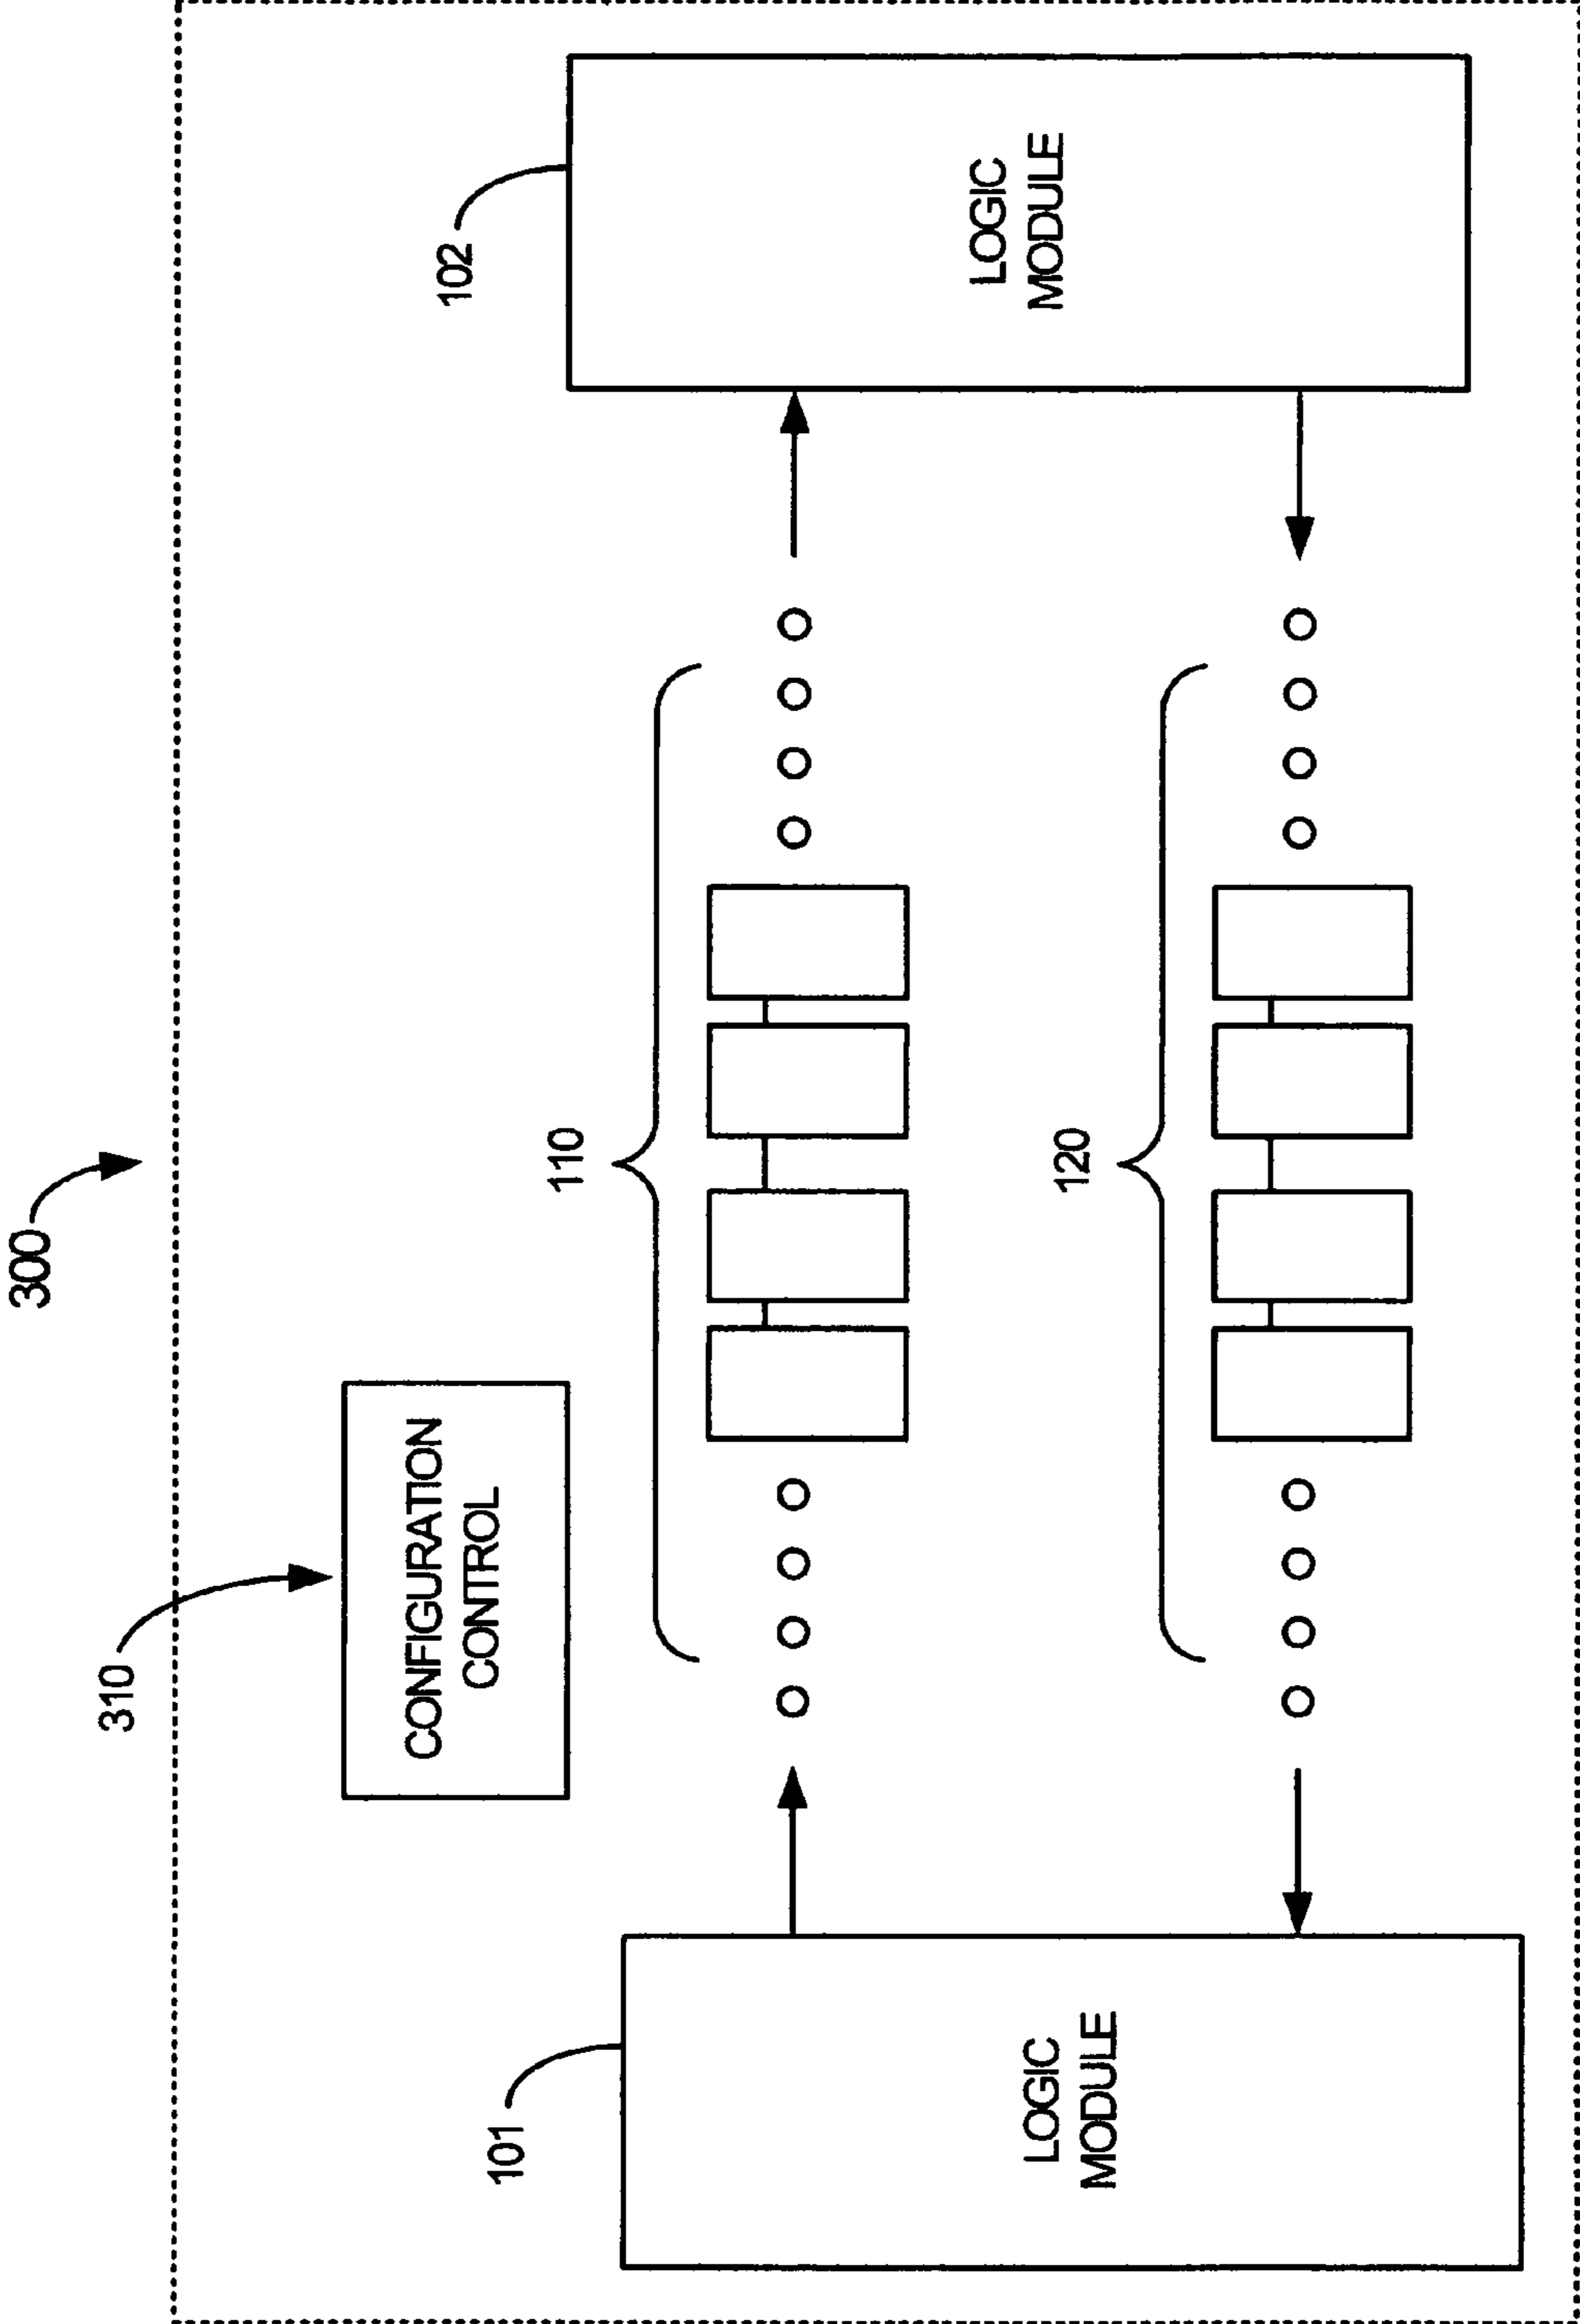 300
310
CONFIGURATION
CONTROL
102
110
LOGIC
MODULE
101
120
LOGIC
MODULE